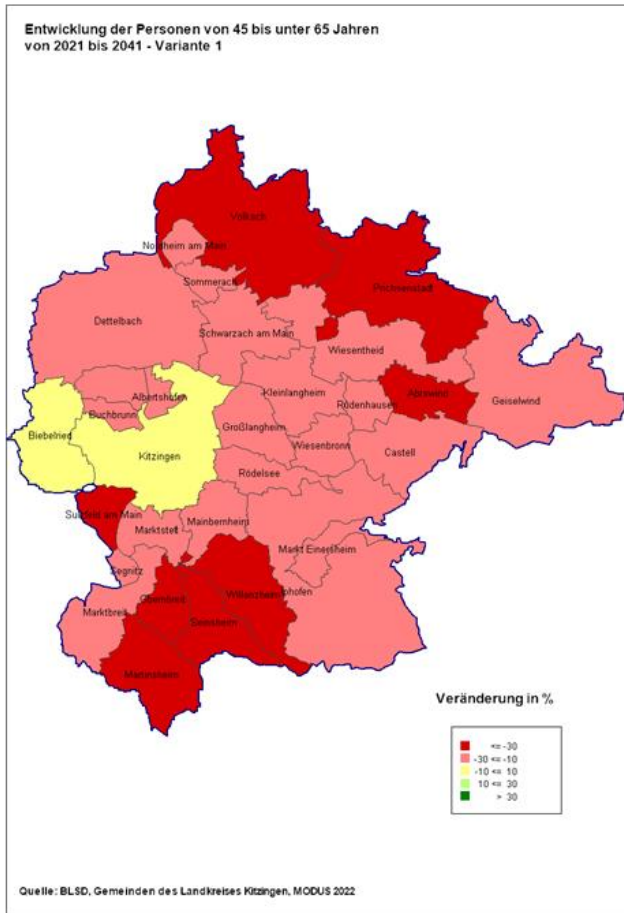 Entwicklung der Personen von 45 bis unter 65 Jahren
von 2021 bis 2041 - Variante 1
Volkach
Nordheim am Main
Sommerach
Prichsenstadt
Dettelbach
Schwarzach am Main
Wiesentheid
Abtswind
Geiselwind
Kleinlangheim
Rüdenhausen
Albertshofen
Buchbrunn
Biebelried
Großlangheim
Kitzingen
Wiesenbronn
Castell
Rödelsee
Sulzfeld am Main
Marktsteft
Mainbernheim
Markt Einersheim
Segnitz
Iphofen
Willanzheim
Obernbreit
Marktbreit
Seinsheim
Martinsheim
Veränderung in %
<= -30
-30 <= -10
-10 <= 10
10 <= 30
> 30
Quelle: BLSD, Gemeinden des Landkreises Kitzingen, MODUS 2022